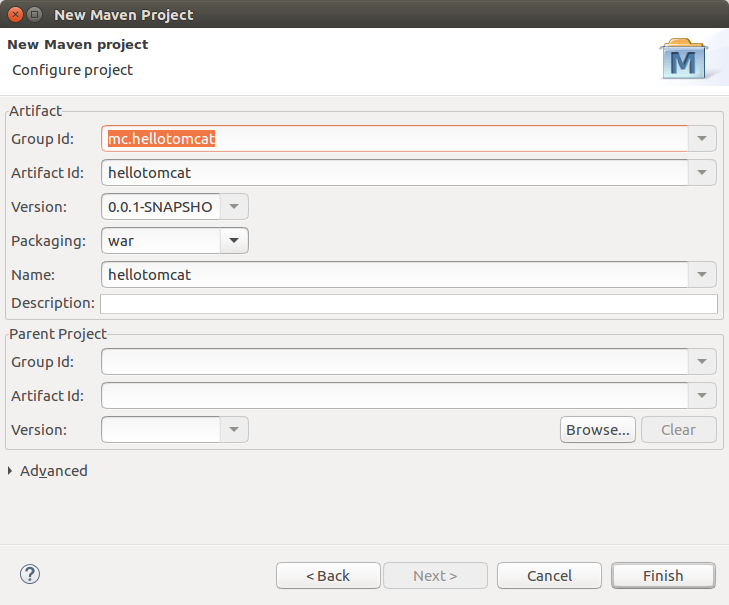 New Maven Project
New Maven project
Configure project
M
Artifact
Group Id: mc.hellotomcat
Artifact Id: hellotomcat
Version: 0.0.1-SNAPSHO
Packaging: war
Name: hellotomcat
Description:
Parent Project
Group Id:
Artifact Id:
Version: Browse... Clear
Advanced
? < Back Next > Cancel Finish